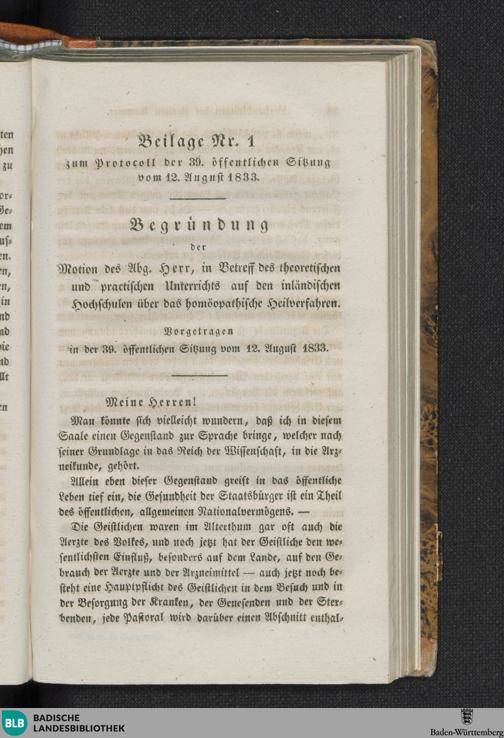 Beilage Nr. 1
zum Protocoll der 39. öffentlichen Sitzung
vom 12. August 1833.
Begründung
der
Motion des Abg. Herr, in Betreff des theoretischen
und practischen Unterrichts auf den inländischen
Hochschulen über das homöopathische Heilverfahren.
Vorgetragen
in der 39. öffentlichen Sitzung vom 12. August 1833.
Meine Herren!
Man könnte sich vielleicht wundern, daß ich in diesem
Saale einen Gegenstand zur Sprache bringe, welcher nach
seiner Grundlage in das Reich der Wissenschaft, in die Arz-
neikunde, gehört.
Allein eben dieser Gegenstand greift in das öffentliche
Leben tief ein, die Gesundheit der Staatsbürger ist ein Theil
des öffentlichen, allgemeinen Nationalvermögens. —
Die Geistlichen waren im Alterthum gar oft auch die
Aerzte des Volkes, und noch jetzt hat der Geistliche den we-
sentlichsten Einfluß, besonders auf dem Lande, auf den Ge-
brauch der Aerzte und der Arzneimittel — auch jetzt noch be-
steht eine Hauptpflicht des Geistlichen in dem Besuch und in
der Besorgung der Kranken, der Genesenden und der Ster-
benden, jede Pastoral wird darüber einen Abschnitt enthal-
BLB
BADISCHE
LANDESBIBLIOTHEK
Baden-Württemberg